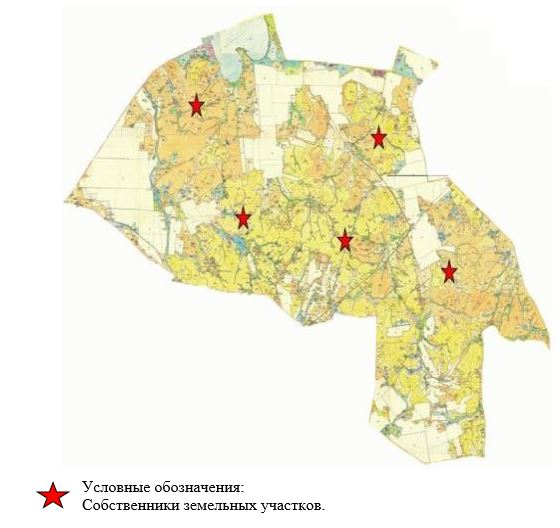 Условные обозначения:
Собственники земельных участков.